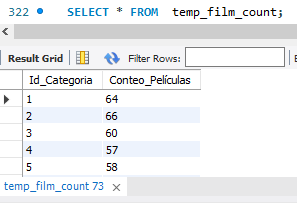 322 SELECT * FROM temp_film_count;
Result Grid Filter Rows:
Id_Categoria Conteo_Películas
1 64
2 66
3 60
4 57
5 58
temp_film_count 73